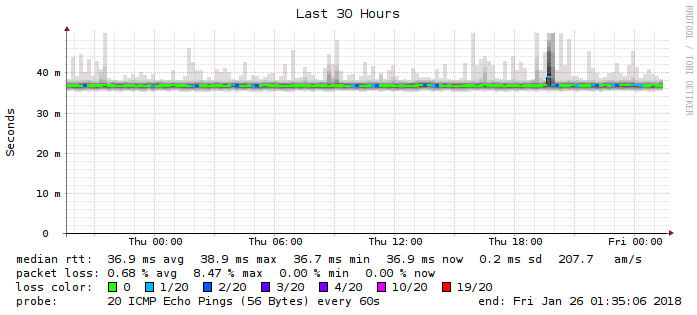 Last 30 Hours
RRDTOOL / TOBI OETIKER
Seconds
40 m
30 m
20 m
10 m
0
Thu 00:00 Thu 06:00 Thu 12:00 Thu 18:00 Fri 00:00
median rtt: 36.9 ms avg 38.9 ms max 36.7 ms min 36.9 ms now 0.2 ms sd 207.7 am/s
packet loss: 0.68 % avg 8.47 % max 0.00 % min 0.00 % now
loss color: 0 1/20 2/20 3/20 4/20 10/20 19/20
probe: 20 ICMP Echo Pings (56 Bytes) every 60s end: Fri Jan 26 01:35:06 2018